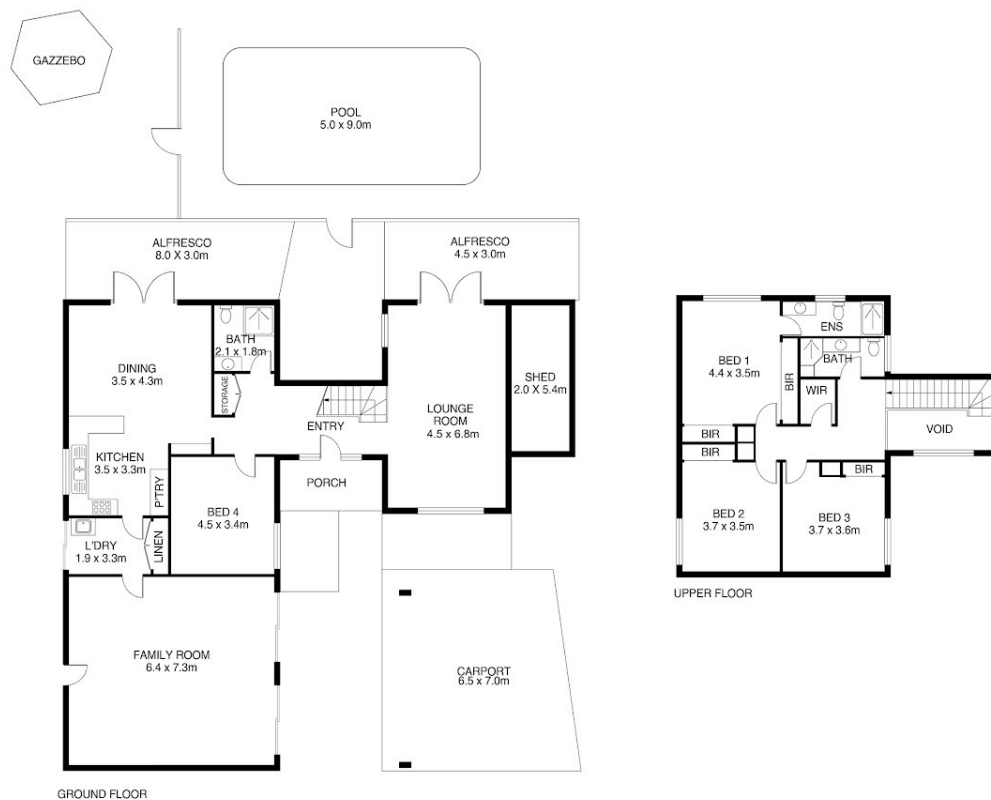 GAZZEBO
POOL
5.0 x 9.0m
ALFRESCO
8.0 X 3.0m
ALFRESCO
4.5 x 3.0m
BATH
2.1 x 1.8m
DINING
3.5 x 4.3m
STORAGE
SHED
2.0 X 5.4m
LOUNGE
ROOM
4.5 x 6.8m
ENTRY
KITCHEN
3.5 x 3.3m
P'TRY
PORCH
BED 4
4.5 x 3.4m
L'DRY
1.9 x 3.3m
LINEN
FAMILY ROOM
6.4 x 7.3m
CARPORT
6.5 x 7.0m
GROUND FLOOR
ENS
BATH
BED 1
4.4 x 3.5m
BIR
WIR
VOID
BIR
BIR
BIR
BED 2
3.7 x 3.5m
BED 3
3.7 x 3.6m
UPPER FLOOR